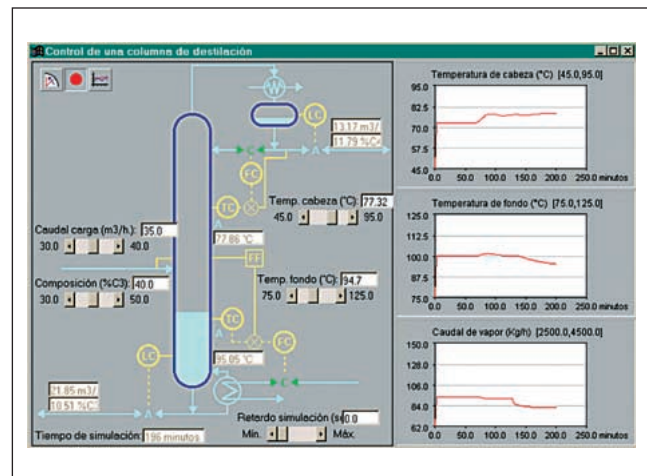 Control de una columna de destilación
LC
13.17 m3/
11.79 %C
C
A
FC
TC
Temp. cabeza (°C): 77.32
45.0 95.0
A
77.86 °C
Caudal carga (m3/h.): 35.0
30.0 40.0
FF
Composición (%C3): 40.0
30.0 50.0
Temp. fondo (°C): 94.7
75.0 125.0
TC
A
FC
LC
95.05 °C
C
21.85 m3/
10.51 %C
A
Retardo simulación (se 0.0
Tiempo de simulación: 196 minutos
Mín. Máx.
Temperatura de cabeza (°C) [45.0,95.0]
95.0
82.5
70.0
57.5
45.0
0.0 50.0 100.0 150.0 200.0 250.0 minutos
Temperatura de fondo (°C) [75.0,125.0]
125.0
112.5
100.0
87.5
75.0
0.0 50.0 100.0 150.0 200.0 250.0 minutos
Caudal de vapor (Kg/h) [2500.0,4500.0]
150.0
128.0
106.0
84.0
62.0
0.0 50.0 100.0 150.0 200.0 250.0 minutos